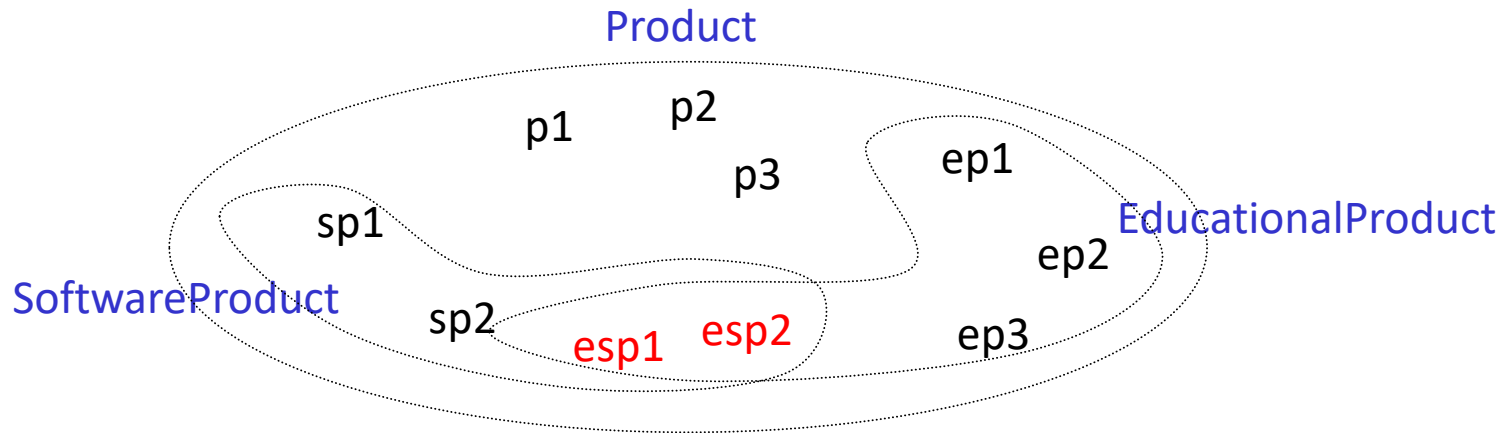 Product
p1
p2
p3
ep1
sp1
EducationalProduct
ep2
SoftwareProduct
sp2
esp1
esp2
ep3